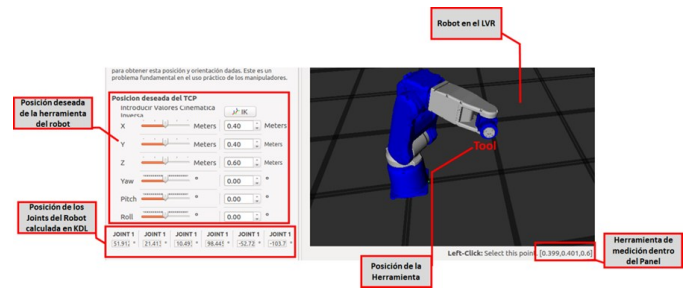 Robot en el LVR
para obtener esta posición y orientación dadas. Este es un
problema fundamental en el uso práctico de los manipuladores.
Posicion deseada del TCP
Introducir Valores Cinematica
Inversa
IK
X Meters 0.40 Meters
Y Meters 0.40 Meters
Z Meters 0.60 Meters
Yaw ° 0.00 °
Pitch ° 0.00 °
Roll ° 0.00
Posición deseada
de la herramienta
del robot
Tool
Posición de los
Joints del Robot
calculada en KDL
JOINT 1 JOINT 1 JOINT 1 JOINT 1 JOINT 1 JOINT 1
51,912 ° 21,413 ° 10,493 ° 98,443 ° -52,72 ° -103,7 °
Left-Click: Select this point. [0.399,0.401,0.6]
Posición de la
Herramienta
Herramienta de
medición dentro
del Panel